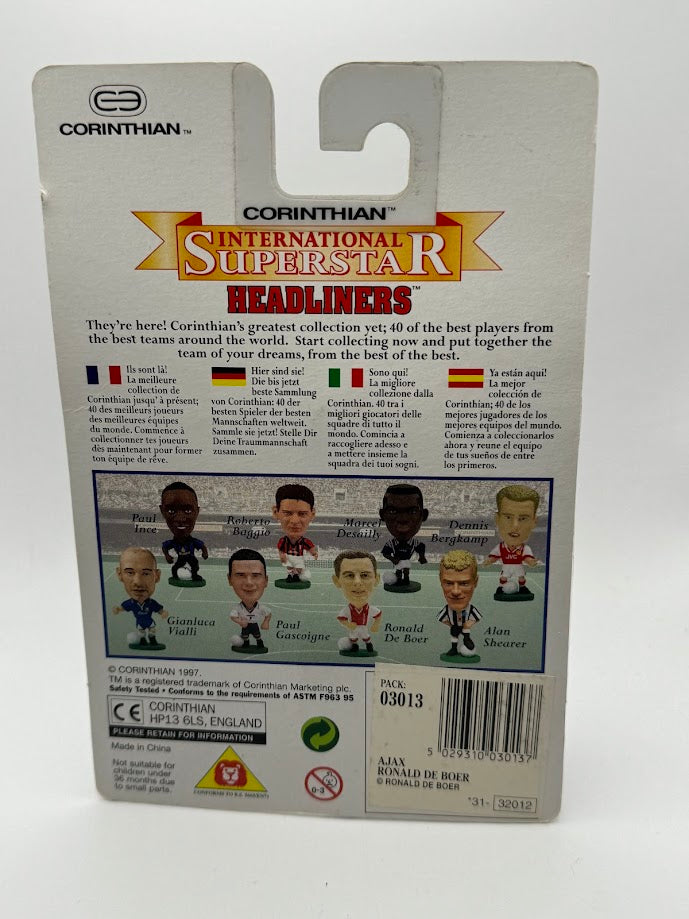 CORINTHIAN™
CORINTHIAN™
INTERNATIONAL
SUPERSTAR
HEADLINERS™
They're here! Corinthian's greatest collection yet; 40 of the best players from
the best teams around the world. Start collecting now and put together the
team of your dreams, from the best of the best.
Ils sont là!
La meilleure
collection de
Corinthian jusqu'à présent;
40 des meilleurs joueurs
des meilleures équipes
du monde. Commence à
collectionner tes joueurs
dès maintenant pour former
ton équipe de rêve.
Hier sind sie!
Die bis jetzt
beste Sammlung
von Corinthian: 40 der
besten Spieler der besten
Mannschaften weltweit.
Sammle sie jetzt! Stelle Dir
Deine Traummannschaft
zusammen.
Sono qui!
La migliore
collezione dalla
Corinthian. 40 tra i
migliori giocatori delle
squadre di tutto il
mondo. Comincia a
raccogliere adesso e
a mettere insieme la
squadra dei tuoi sogni.
Ya están aquí!
La mejor
colección de
Corinthian; 40 de los
mejores jugadores de los
mejores equipos del mundo.
Comienza a coleccionarlos
ahora y reune el equipo
de tus sueños de entre
los primeros.
Paul
Ince
Roberto
Baggio
Marcel
Desailly
Dennis
Bergkamp
JVC
Gianluca
Vialli
Paul
Gascoigne
Ronald
De Boer
Alan
Shearer
© CORINTHIAN 1997.
TM is a registered trademark of Corinthian Marketing plc.
Safety Tested • Conforms to the requirements of ASTM F963 95
CE CORINTHIAN
HP13 6LS, ENGLAND
PLEASE RETAIN FOR INFORMATION
Made in China
Not suitable for
children under
36 months due
to small parts.
0-3
PACK:
03013
5 029310 030137
AJAX
RONALD DE BOER
© RONALD DE BOER
*31- 32012